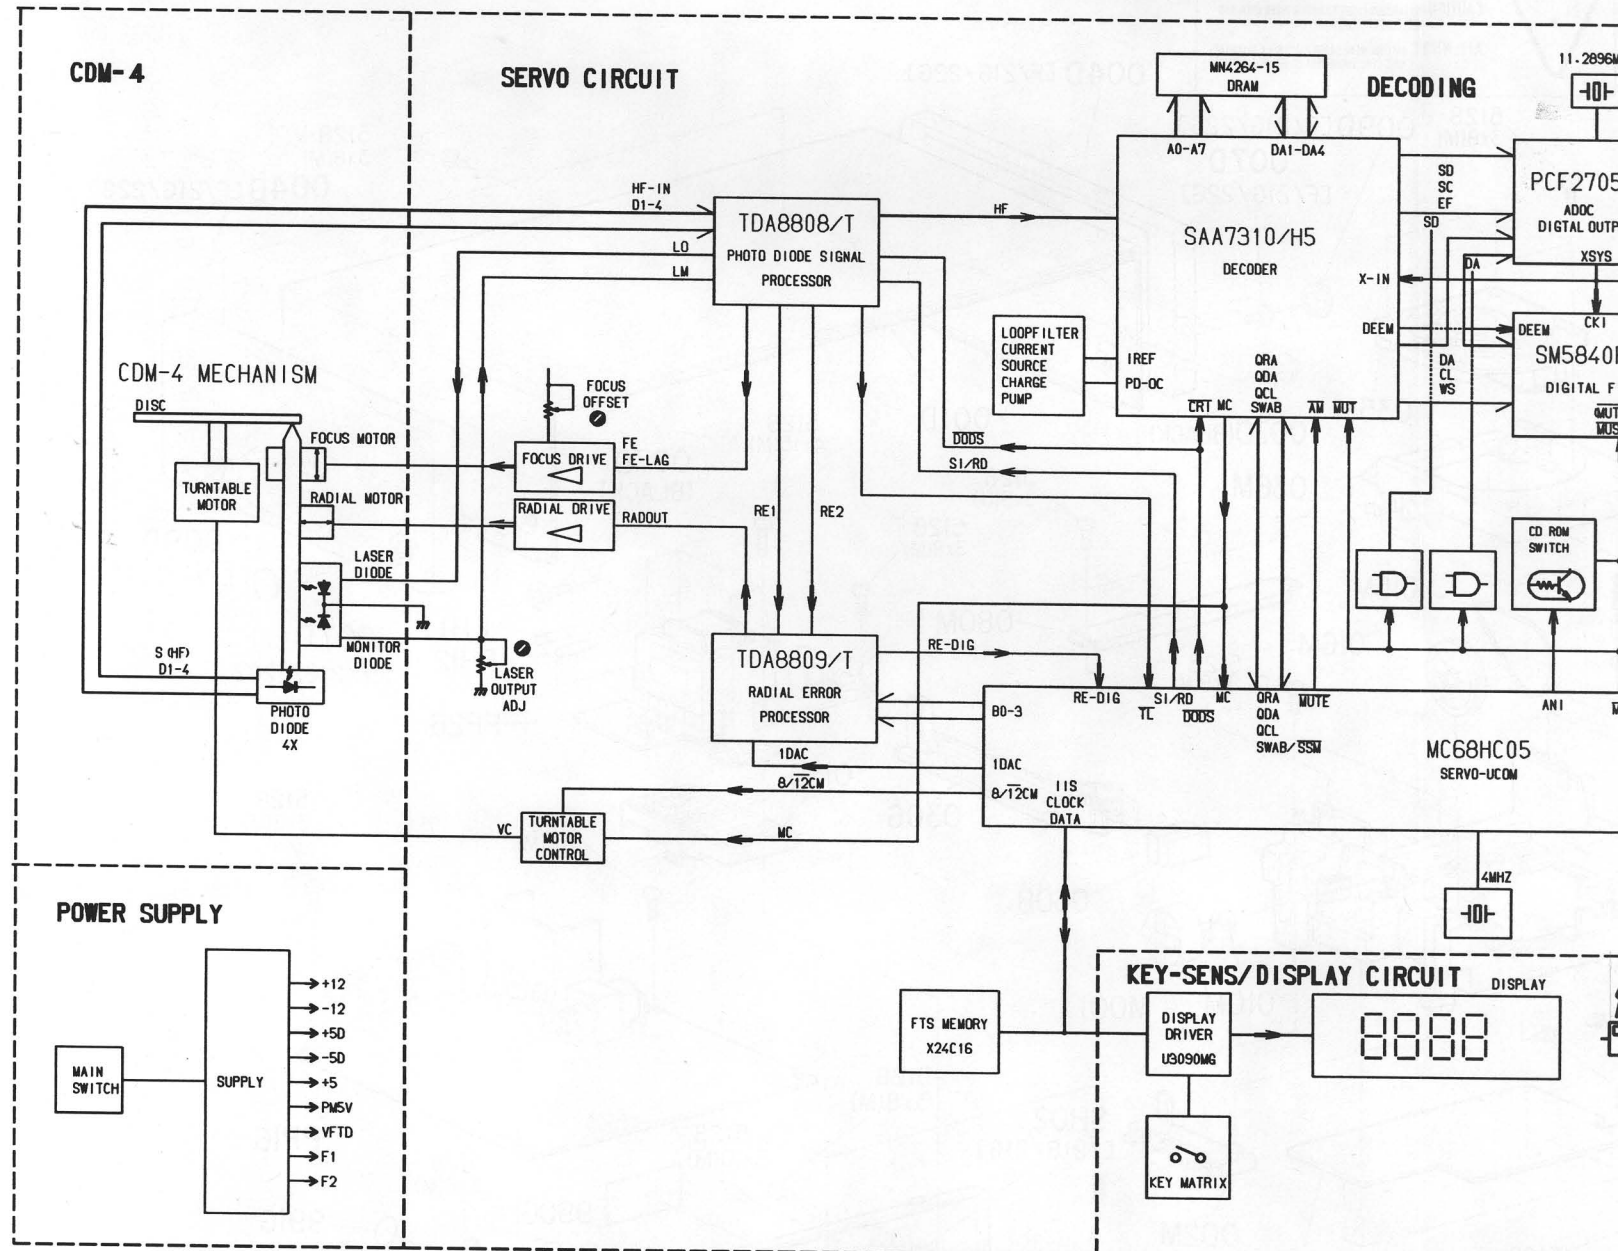 CDM-4
SERVO CIRCUIT
DECODING
MN4264-15
DRAM
A0-A7
DA1-DA4
HF-IN
D1-4
LO
LM
TDA8808/T
PHOTO DIODE SIGNAL
PROCESSOR
HF
SAA7310/H5
DECODER
X-IN
DEEM
SD
SC
EF
SD
DA
DA
CL
WS
PCF2705
ADOC
XSYS
CKI
DEEM
DIGITAL F
LOOPFILTER
CURRENT
SOURCE
CHARGE
PUMP
IREF
PD-OC
CRT
MC
QRA
QDA
QCL
SWAB
AM
MUT
CDM-4 MECHANISM
DISC
FOCUS MOTOR
TURNTABLE
MOTOR
RADIAL MOTOR
LASER
DIODE
MONITOR
DIODE
S (HF)
D1-4
PHOTO
DIODE
4X
FOCUS
OFFSET
FOCUS DRIVE
FE
FE-LAG
RADIAL DRIVE
RADOUT
RE1
RE2
DODS
SI/RD
LASER
OUTPUT
ADJ
TDA8809/T
RADIAL ERROR
PROCESSOR
RE-DIG
1DAC
8/12CM
VC
TURNTABLE
MOTOR
CONTROL
MC
B0-3
1DAC
8/12CM
RE-DIG
TL
SI/RD
DODS
MC
QRA
QDA
QCL
SWAB/SSM
MUTE
ANI
IIS
CLOCK
DATA
MC68HC05
SERVO-UCOM
CD ROM
SWITCH
4MHZ
POWER SUPPLY
MAIN
SWITCH
SUPPLY
+12
-12
+5D
-5D
+5
PM5V
VFTD
F1
F2
FTS MEMORY
X24C16
KEY-SENS/DISPLAY CIRCUIT
DISPLAY
DISPLAY
DRIVER
U3090MG
KEY MATRIX